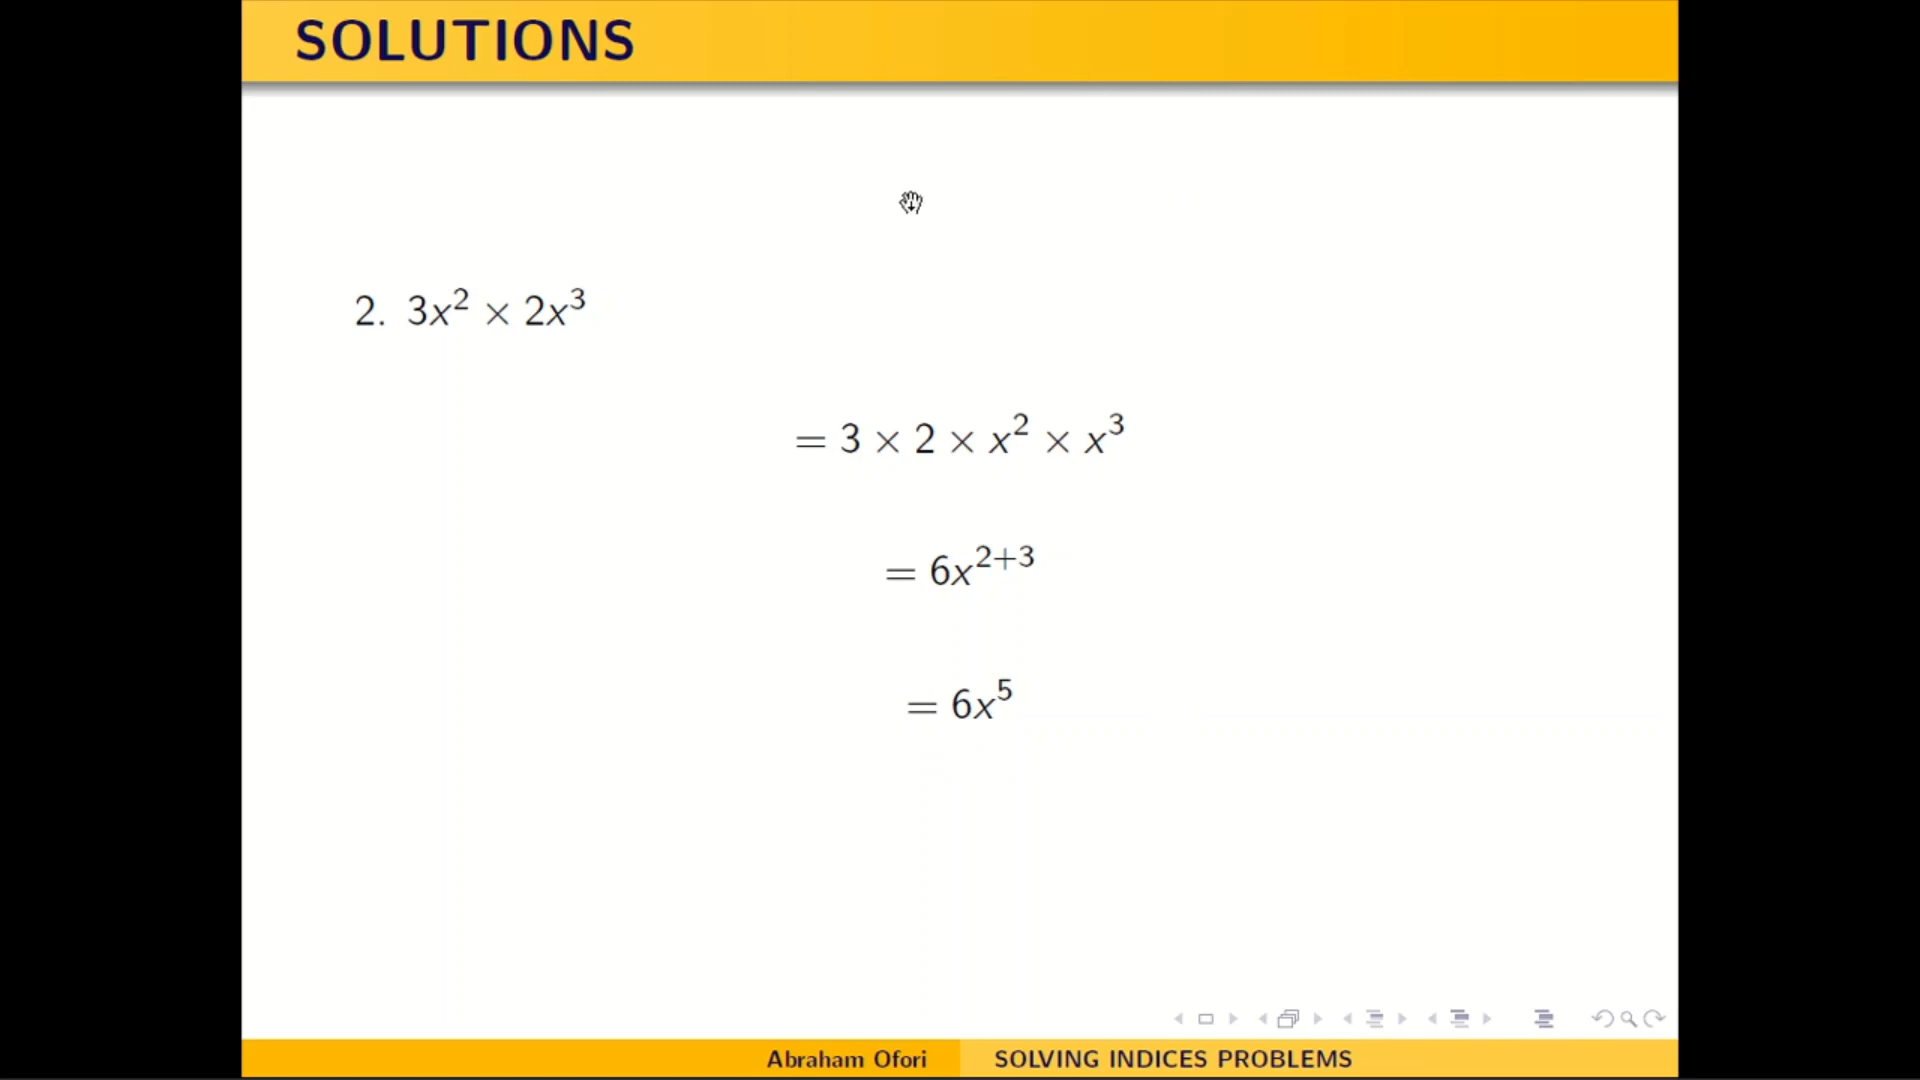 SOLUTIONS
2. 3x² × 2x³
= 3 × 2 × x² × x³
= 6x²⁺³
= 6x⁵
Abraham Ofori SOLVING INDICES PROBLEMS